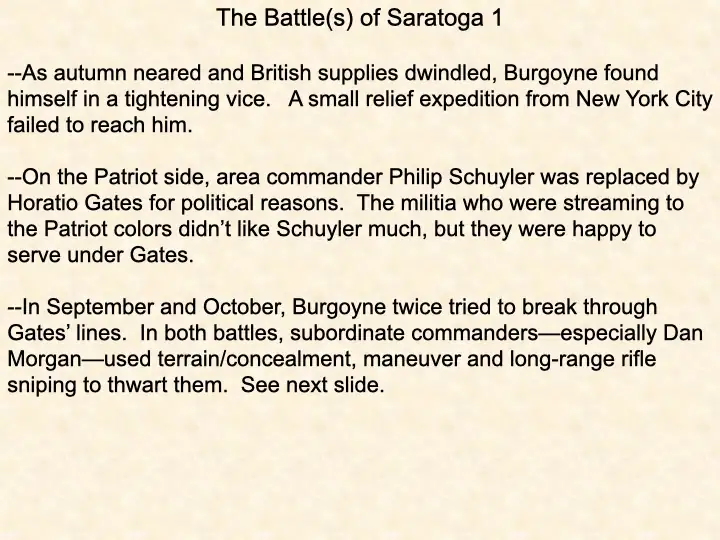 The Battle(s) of Saratoga 1
--As autumn neared and British supplies dwindled, Burgoyne found
himself in a tightening vice.   A small relief expedition from New York City
failed to reach him.
--On the Patriot side, area commander Philip Schuyler was replaced by
Horatio Gates for political reasons.  The militia who were streaming to
the Patriot colors didn’t like Schuyler much, but they were happy to
serve under Gates.
--In September and October, Burgoyne twice tried to break through
Gates’ lines.  In both battles, subordinate commanders—especially Dan
Morgan—used terrain/concealment, maneuver and long-range rifle
sniping to thwart them.  See next slide.